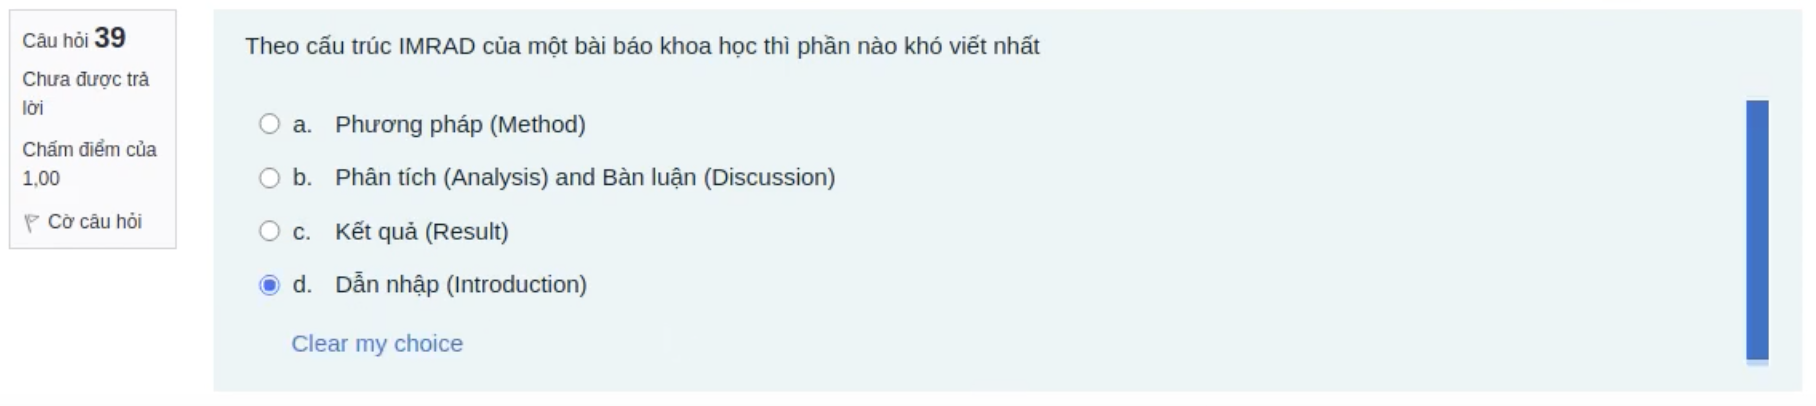 Câu hỏi 39
Chưa được trả
lời
Chấm điểm của
1,00
Cờ câu hỏi
Theo cấu trúc IMRAD của một bài báo khoa học thì phần nào khó viết nhất
a. Phương pháp (Method)
b. Phân tích (Analysis) and Bàn luận (Discussion)
c. Kết quả (Result)
d. Dẫn nhập (Introduction)
Clear my choice